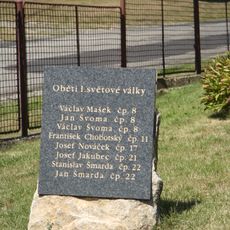 Oběti I.světové války
Václav Mašek čp. 8
Jan Švoma čp. 8
Václav Švoma čp. 8
František Chobotský čp. 11
Josef Nováček čp. 17
Josef Jakubec čp. 21
Stanislav Šmarda čp. 22
Jan Šmarda čp. 22